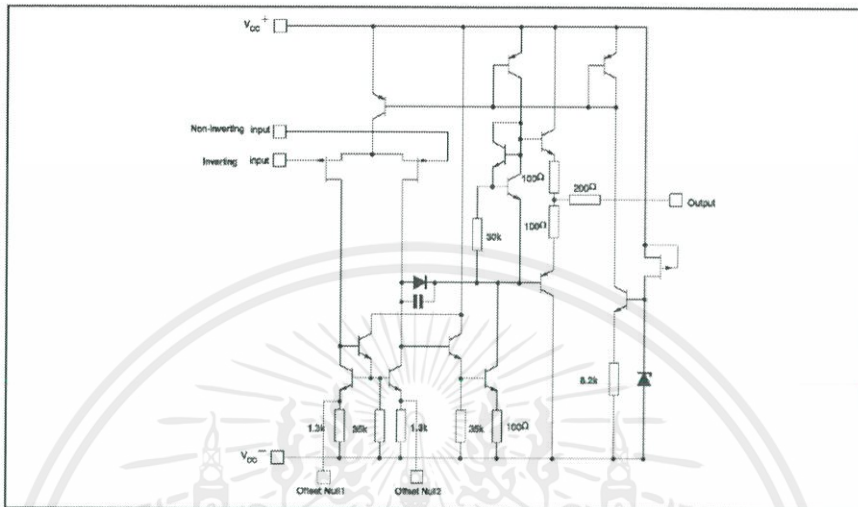 VCC+
Non-inverting input
Inverting input
100Ω
200Ω
Output
100Ω
30k
8.2k
1.3k
35k
1.3k
35k
100Ω
VCC-
Offset Null1
Offset Null2